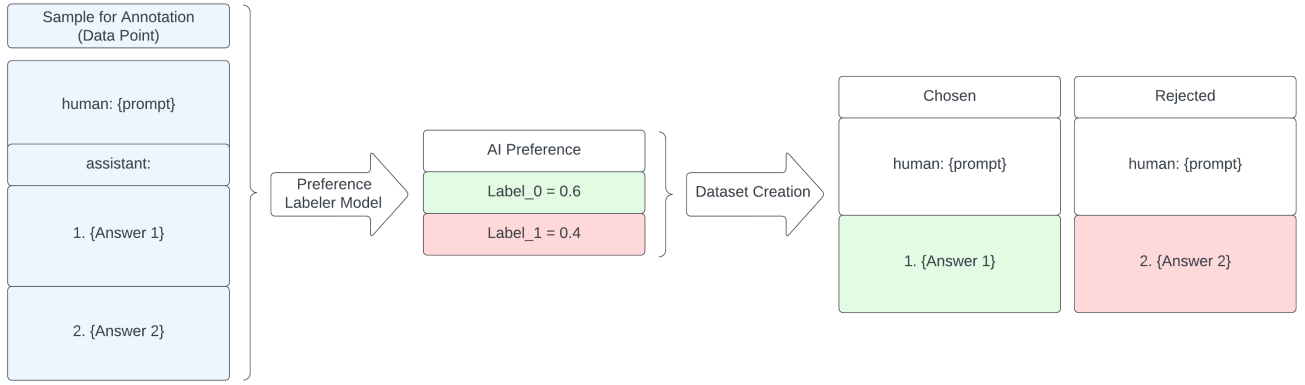 Sample for Annotation
(Data Point)
human: {prompt}
assistant:
1. {Answer 1}
2. {Answer 2}
Preference
Labeler Model
AI Preference
Label_0 = 0.6
Label_1 = 0.4
Dataset Creation
Chosen
human: {prompt}
1. {Answer 1}
Rejected
human: {prompt}
2. {Answer 2}